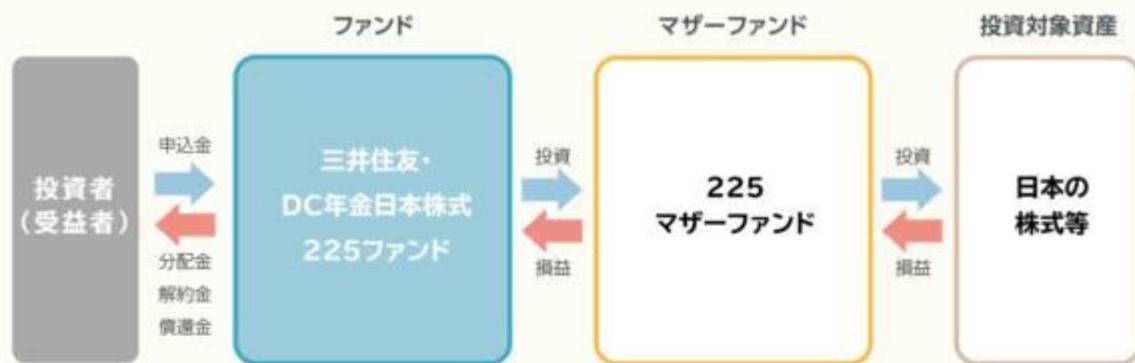 ファンド
マザーファンド
投資対象資産
投資者
（受益者）
申込金
分配金
解約金
償還金
三井住友・
DC年金日本株式
225ファンド
投資
損益
225
マザーファンド
投資
損益
日本の
株式等